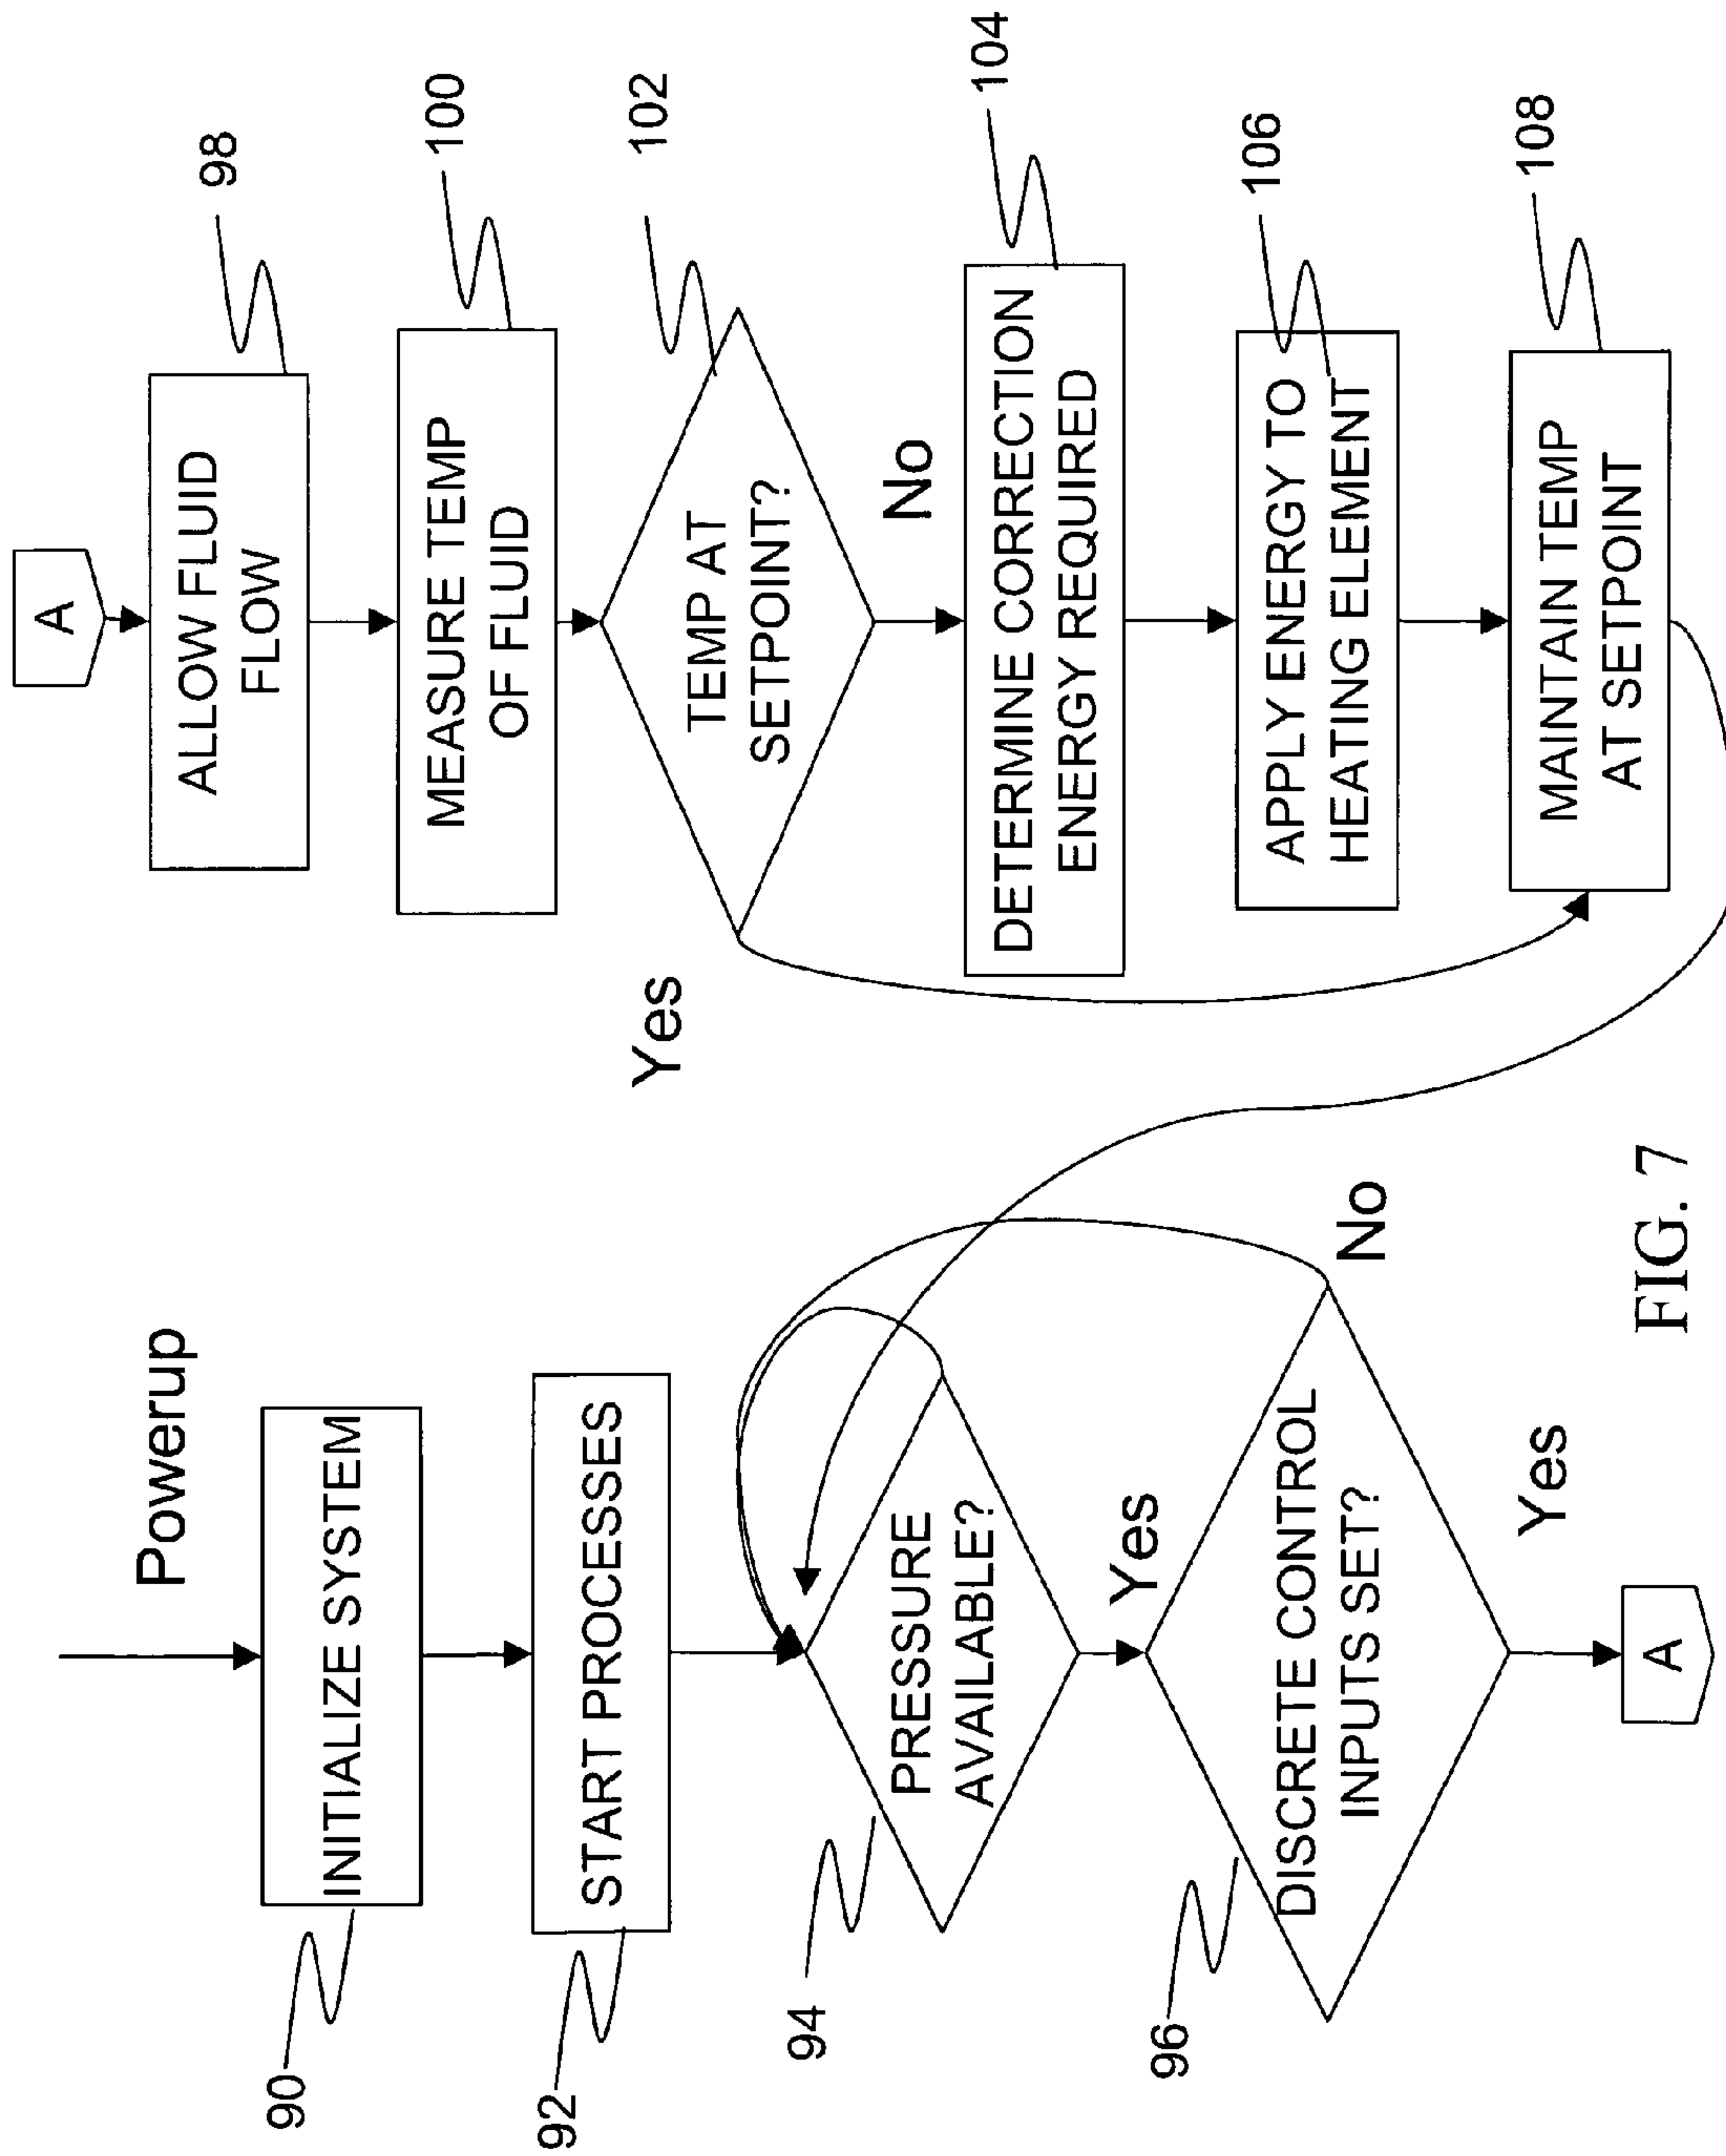 Powerup
INITIALIZE SYSTEM
90
START PROCESSES
92
PRESSURE
AVAILABLE?
94
Yes
DISCRETE CONTROL
INPUTS SET?
96
No
Yes
A
A
ALLOW FLUID
FLOW
98
MEASURE TEMP
OF FLUID
100
TEMP AT
SETPOINT?
102
Yes
No
DETERMINE CORRECTION
ENERGY REQUIRED
104
APPLY ENERGY TO
HEATING ELEMENT
106
MAINTAIN TEMP
AT SETPOINT
108
FIG. 7